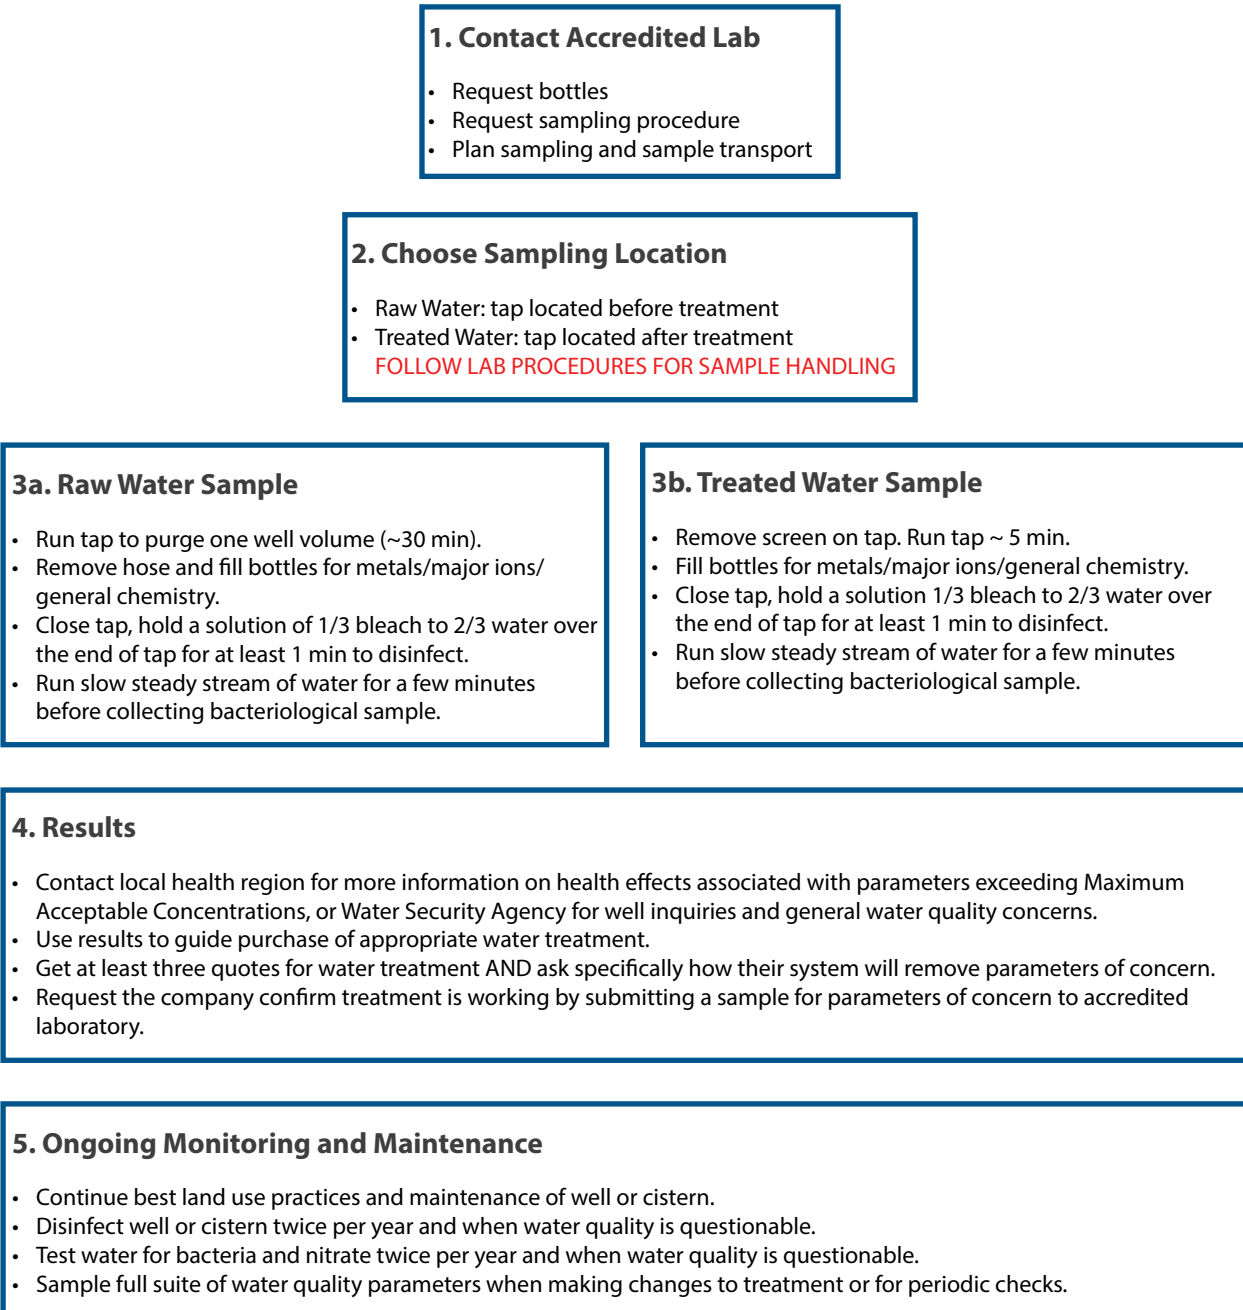 1. Contact Accredited Lab
• Request bottles
• Request sampling procedure
• Plan sampling and sample transport
2. Choose Sampling Location
• Raw Water: tap located before treatment
• Treated Water: tap located after treatment
FOLLOW LAB PROCEDURES FOR SAMPLE HANDLING
3a. Raw Water Sample
• Run tap to purge one well volume (~30 min).
• Remove hose and fill bottles for metals/major ions/
general chemistry.
• Close tap, hold a solution of 1/3 bleach to 2/3 water over
the end of tap for at least 1 min to disinfect.
• Run slow steady stream of water for a few minutes
before collecting bacteriological sample.
3b. Treated Water Sample
• Remove screen on tap. Run tap ~ 5 min.
• Fill bottles for metals/major ions/general chemistry.
• Close tap, hold a solution 1/3 bleach to 2/3 water over
the end of tap for at least 1 min to disinfect.
• Run slow steady stream of water for a few minutes
before collecting bacteriological sample.
4. Results
• Contact local health region for more information on health effects associated with parameters exceeding Maximum
Acceptable Concentrations, or Water Security Agency for well inquiries and general water quality concerns.
• Use results to guide purchase of appropriate water treatment.
• Get at least three quotes for water treatment AND ask specifically how their system will remove parameters of concern.
• Request the company confirm treatment is working by submitting a sample for parameters of concern to accredited
laboratory.
5. Ongoing Monitoring and Maintenance
• Continue best land use practices and maintenance of well or cistern.
• Disinfect well or cistern twice per year and when water quality is questionable.
• Test water for bacteria and nitrate twice per year and when water quality is questionable.
• Sample full suite of water quality parameters when making changes to treatment or for periodic checks.